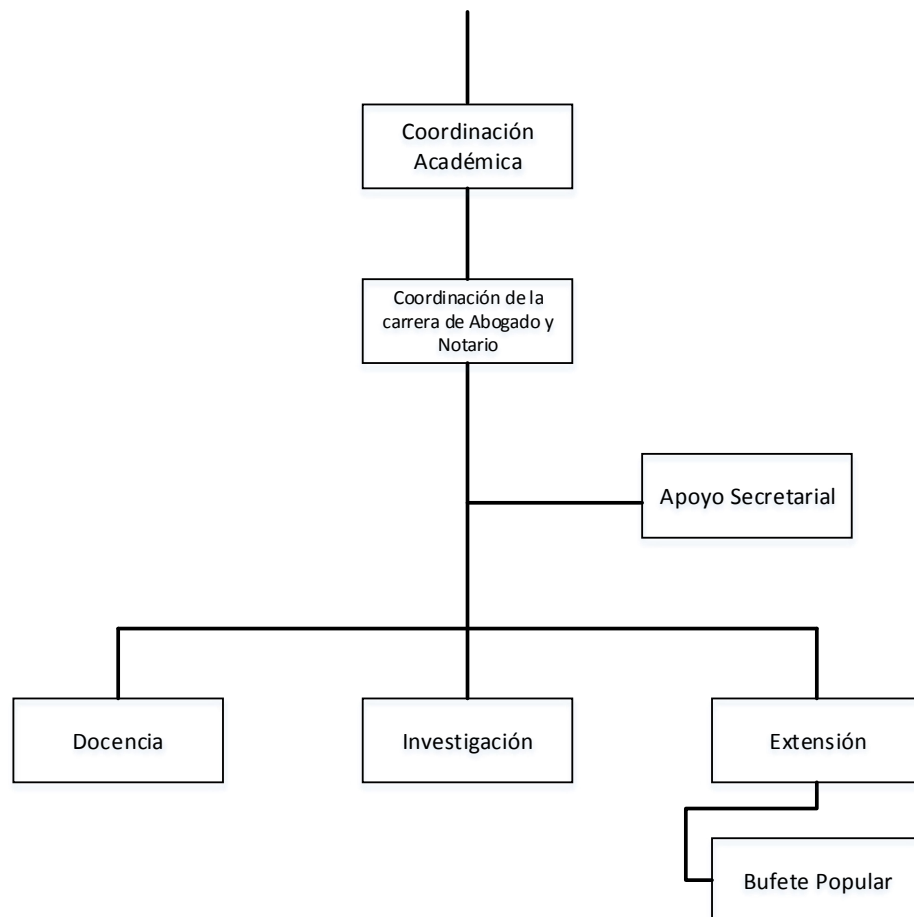 Coordinación
Académica
Coordinación de la
carrera de Abogado y
Notario
Apoyo Secretarial
Docencia
Investigación
Extensión
Bufete Popular